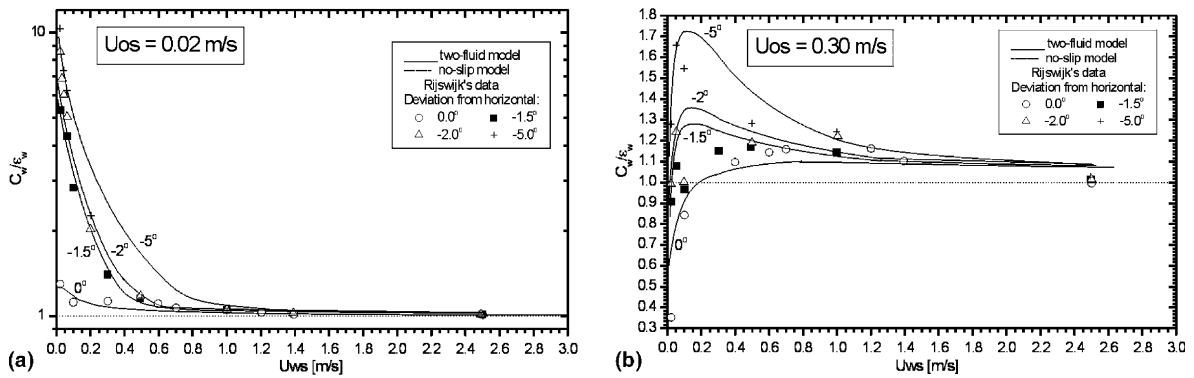 Uos = 0.02 m/s
two-fluid model
no-slip model
Rijswijk's data
Deviation from horizontal:
0.0° -1.5°
-2.0° -5.0°
10
1
Cw/εw
-1.5°
-2°
-5°
0°
0.0 0.2 0.4 0.6 0.8 1.0 1.2 1.4 1.6 1.8 2.0 2.2 2.4 2.6 2.8 3.0
(a)
Uws [m/s]
Uos = 0.30 m/s
two-fluid model
no-slip model
Rijswijk's data
Deviation from horizontal:
0.0° -1.5°
-2.0° -5.0°
1.8
1.7
1.6
1.5
1.4
1.3
1.2
1.1
1.0
0.9
0.8
0.7
0.6
0.5
0.4
0.3
Cw/εw
-5°
-2°
-1.5°
0°
0.0 0.2 0.4 0.6 0.8 1.0 1.2 1.4 1.6 1.8 2.0 2.2 2.4 2.6 2.8 3.0
(b)
Uws [m/s]